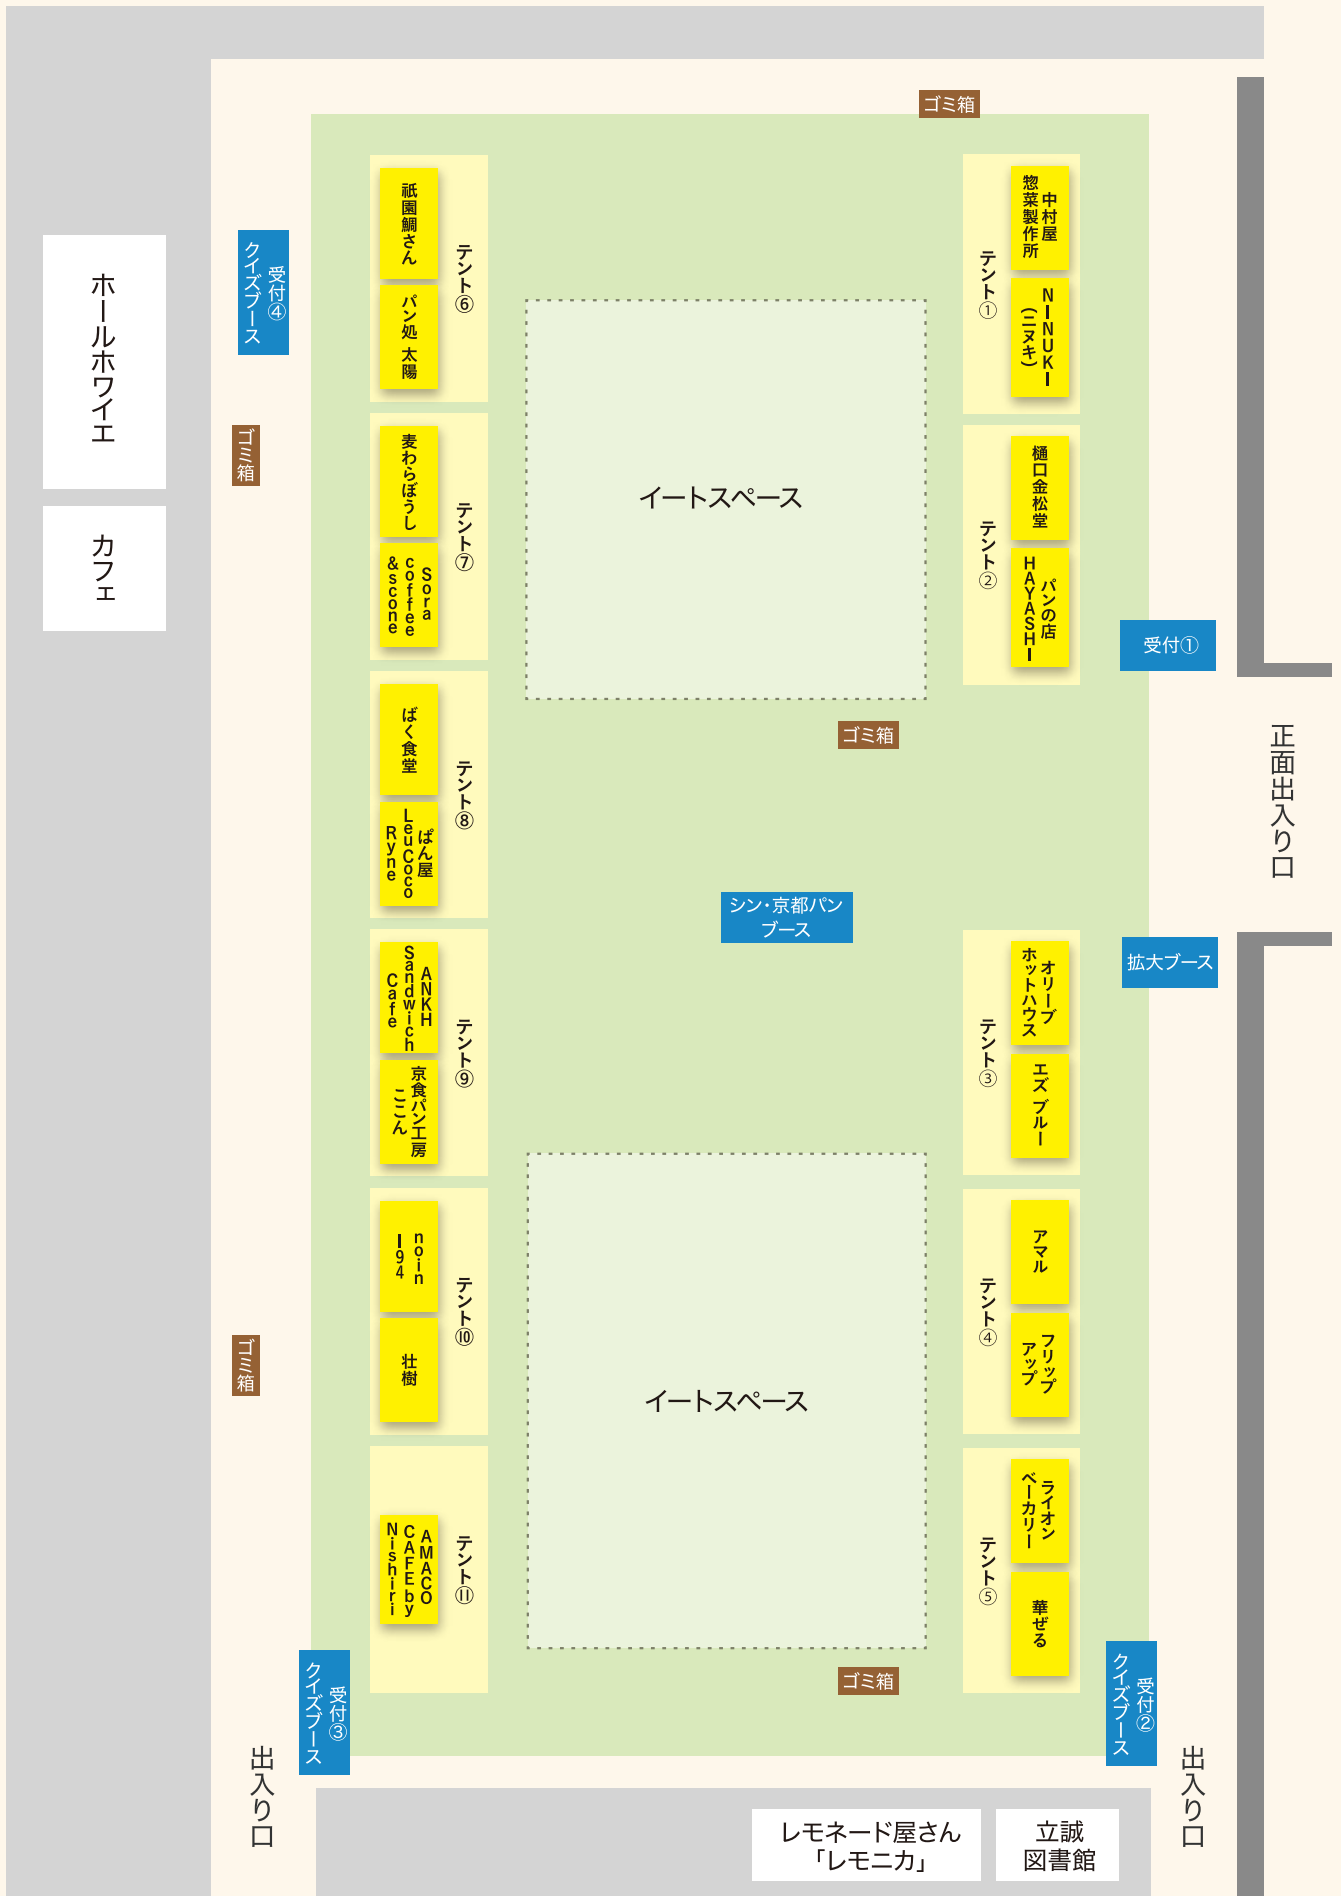 ゴミ箱
祇園鯛さん
パン処 太陽
テント⑥
中村屋
惣菜製作所
NINUKI
(ニヌキ)
テント①
受付④
クイズブース
ホールホワイエ
カフェ
ゴミ箱
イートスペース
麦わらぼうし
Sora
coffee
&scone
テント⑦
樋口金松堂
パンの店
HAYASHI
テント②
受付①
ゴミ箱
正面出入り口
ばく食堂
ぱん屋
LeuCoco
Ryne
テント⑧
シン・京都パン
ブース
拡大ブース
ANKH
Sandwich
Cafe
京食パン工房
ここん
テント⑨
オリーブ
ホットハウス
エズ ブルー
テント③
noin
194
壮樹
テント⑩
アマル
フリップ
アップ
テント④
ゴミ箱
イートスペース
AMACO
CAFE by
Nishiri
テント⑪
ライオン
ベーカリー
華ぜる
テント⑤
ゴミ箱
受付③
クイズブース
受付②
クイズブース
出入り口
出入り口
レモネード屋さん
「レモニカ」
立誠
図書館